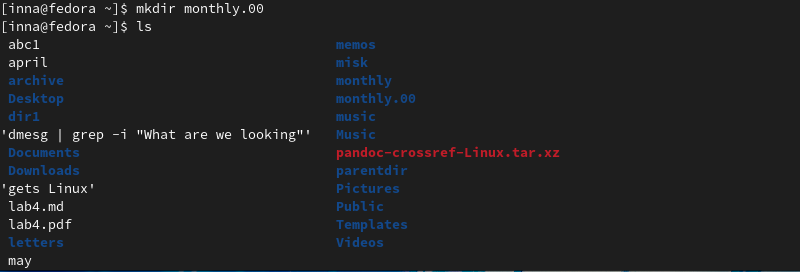 [inna@fedora ~]$ mkdir monthly.00
[inna@fedora ~]$ ls
abc1 memos
april misk
archive monthly
Desktop monthly.00
dir1 music
'dmesg | grep -i "What are we looking"' Music
Documents pandoc-crossref-Linux.tar.xz
Downloads parentdir
'gets Linux' Pictures
lab4.md Public
lab4.pdf Templates
letters Videos
may